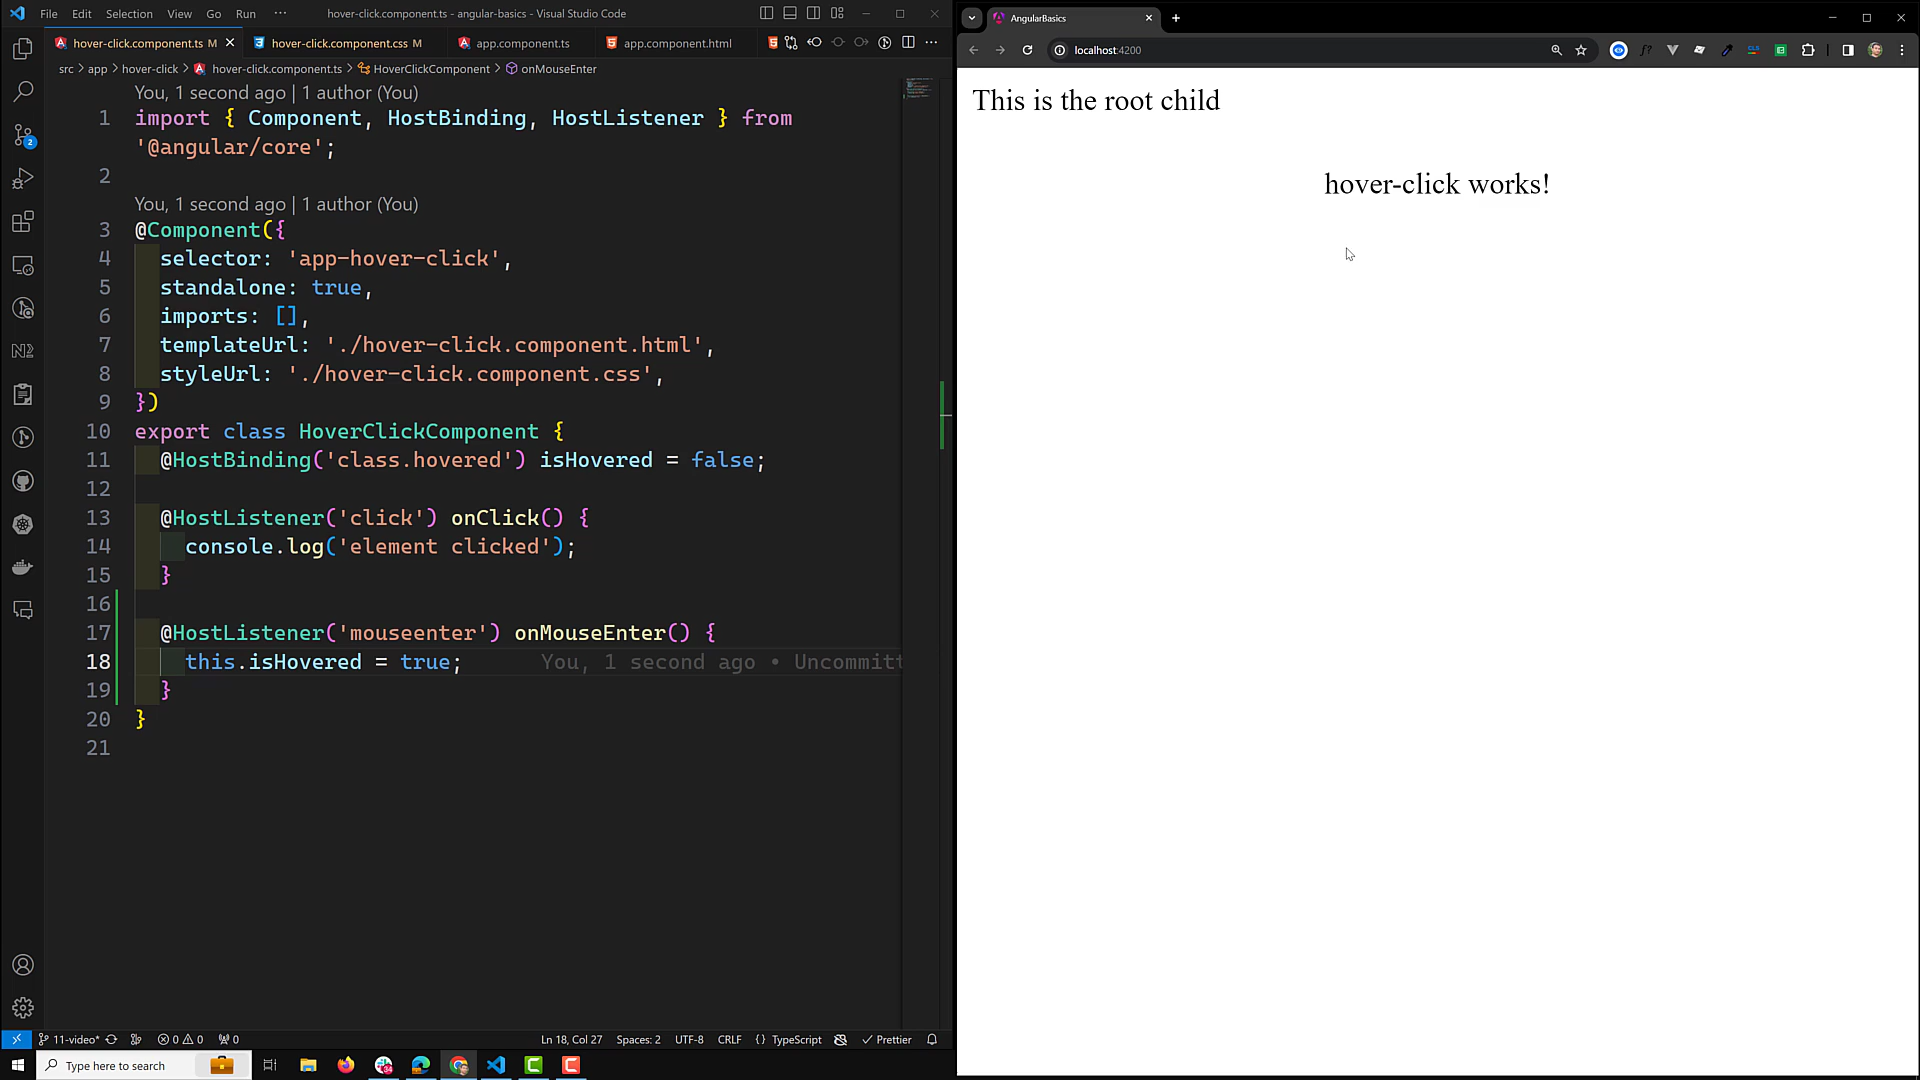 File Edit Selection View Go Run ··· hover-click.component.ts - angular-basics - Visual Studio Code
hover-click.component.ts M hover-click.component.css M app.component.ts app.component.html
src > app > hover-click > hover-click.component.ts > HoverClickComponent > onMouseEnter
You, 1 second ago | 1 author (You)
1 import { Component, HostBinding, HostListener } from
'@angular/core';
2
You, 1 second ago | 1 author (You)
3 @Component({
4 selector: 'app-hover-click',
5 standalone: true,
6 imports: [],
7 templateUrl: './hover-click.component.html',
8 styleUrl: './hover-click.component.css',
9 })
10 export class HoverClickComponent {
11 @HostBinding('class.hovered') isHovered = false;
12
13 @HostListener('click') onClick() {
14 console.log('element clicked');
15 }
16
17 @HostListener('mouseenter') onMouseEnter() {
18 this.isHovered = true; You, 1 second ago • Uncommitt
19 }
20 }
21
2
11-video* 0 0 0 Ln 18, Col 27 Spaces: 2 UTF-8 CRLF {} TypeScript Prettier
Type here to search
AngularBasics
localhost:4200
This is the root child
hover-click works!